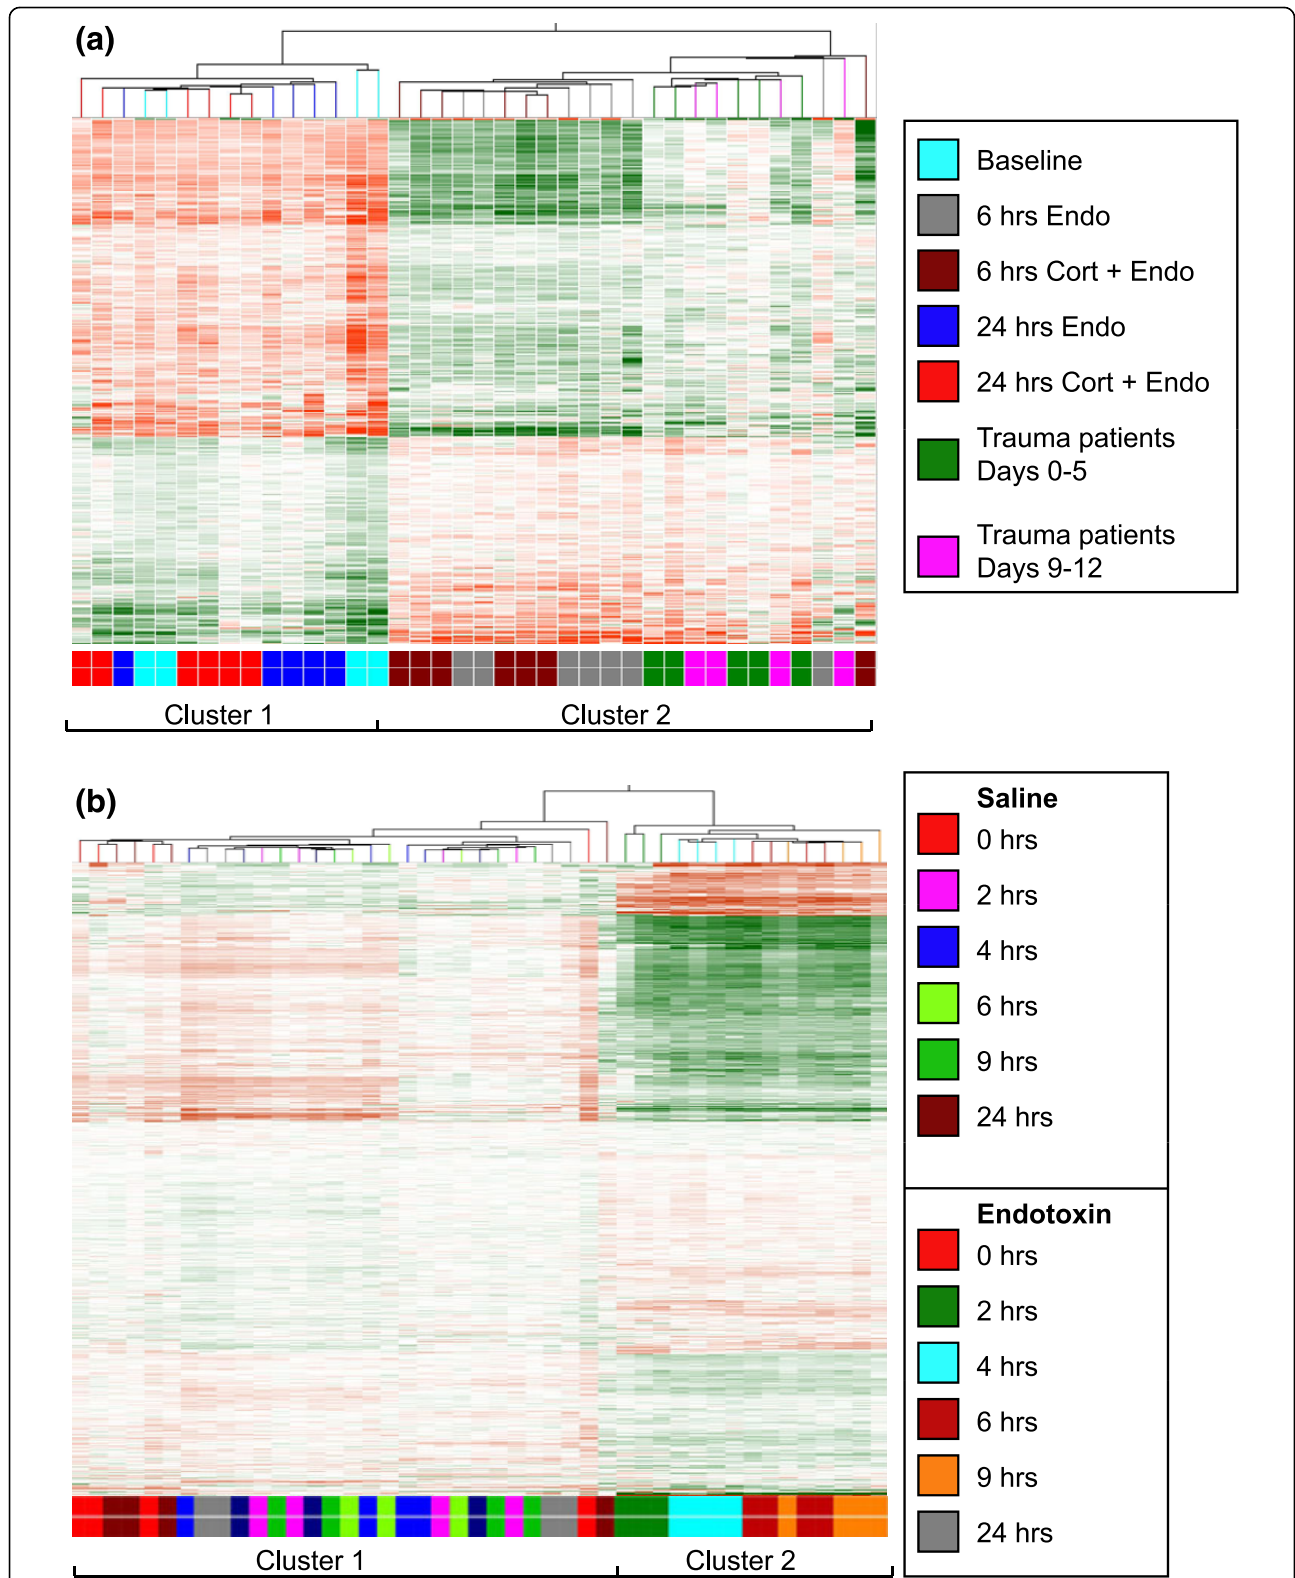 (a)
Baseline
6 hrs Endo
6 hrs Cort + Endo
24 hrs Endo
24 hrs Cort + Endo
Trauma patients
Days 0-5
Trauma patients
Days 9-12
Cluster 1
Cluster 2
(b)
Saline
0 hrs
2 hrs
4 hrs
6 hrs
9 hrs
24 hrs
Endotoxin
0 hrs
2 hrs
4 hrs
6 hrs
9 hrs
24 hrs
Cluster 1
Cluster 2